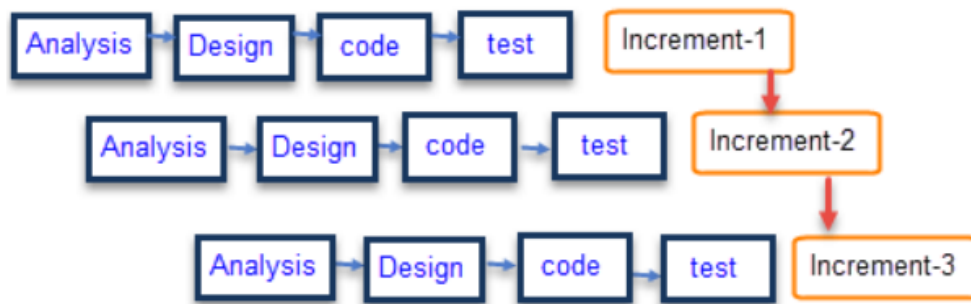 Analysis Design code test Increment-1
Analysis Design code test Increment-2
Analysis Design code test Increment-3